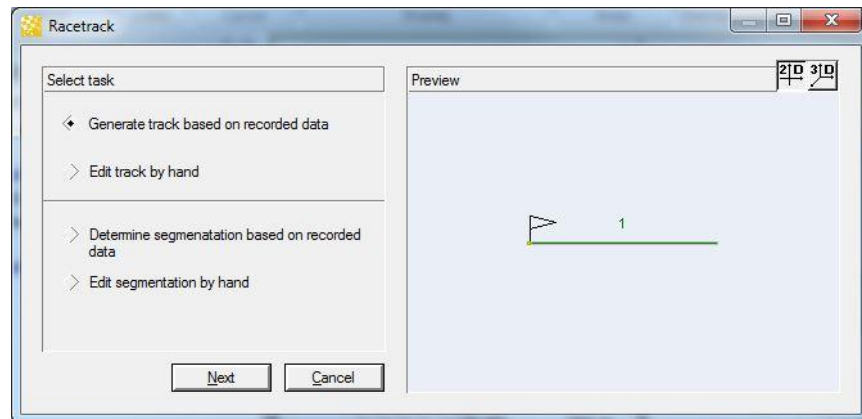 Racetrack
Select task
Generate track based on recorded data
Edit track by hand
Determine segmenatation based on recorded
data
Edit segmentation by hand
Next
Cancel
Preview
2D 3D
1